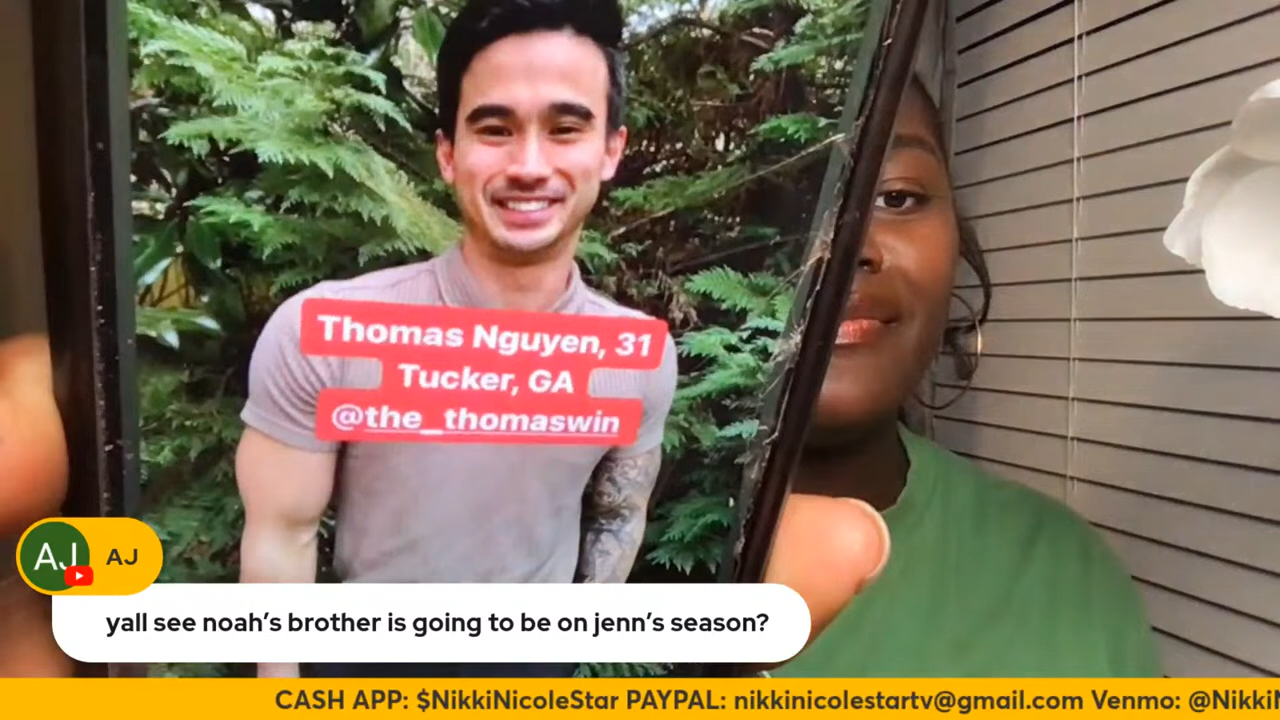 Thomas Nguyen, 31
Tucker, GA
@the_thomaswin
AJ
AJ
yall see noah's brother is going to be on jenn's season?
CASH APP: $NikkiNicoleStar PAYPAL: nikkinicolestartv@gmail.com Venmo: @Nikki